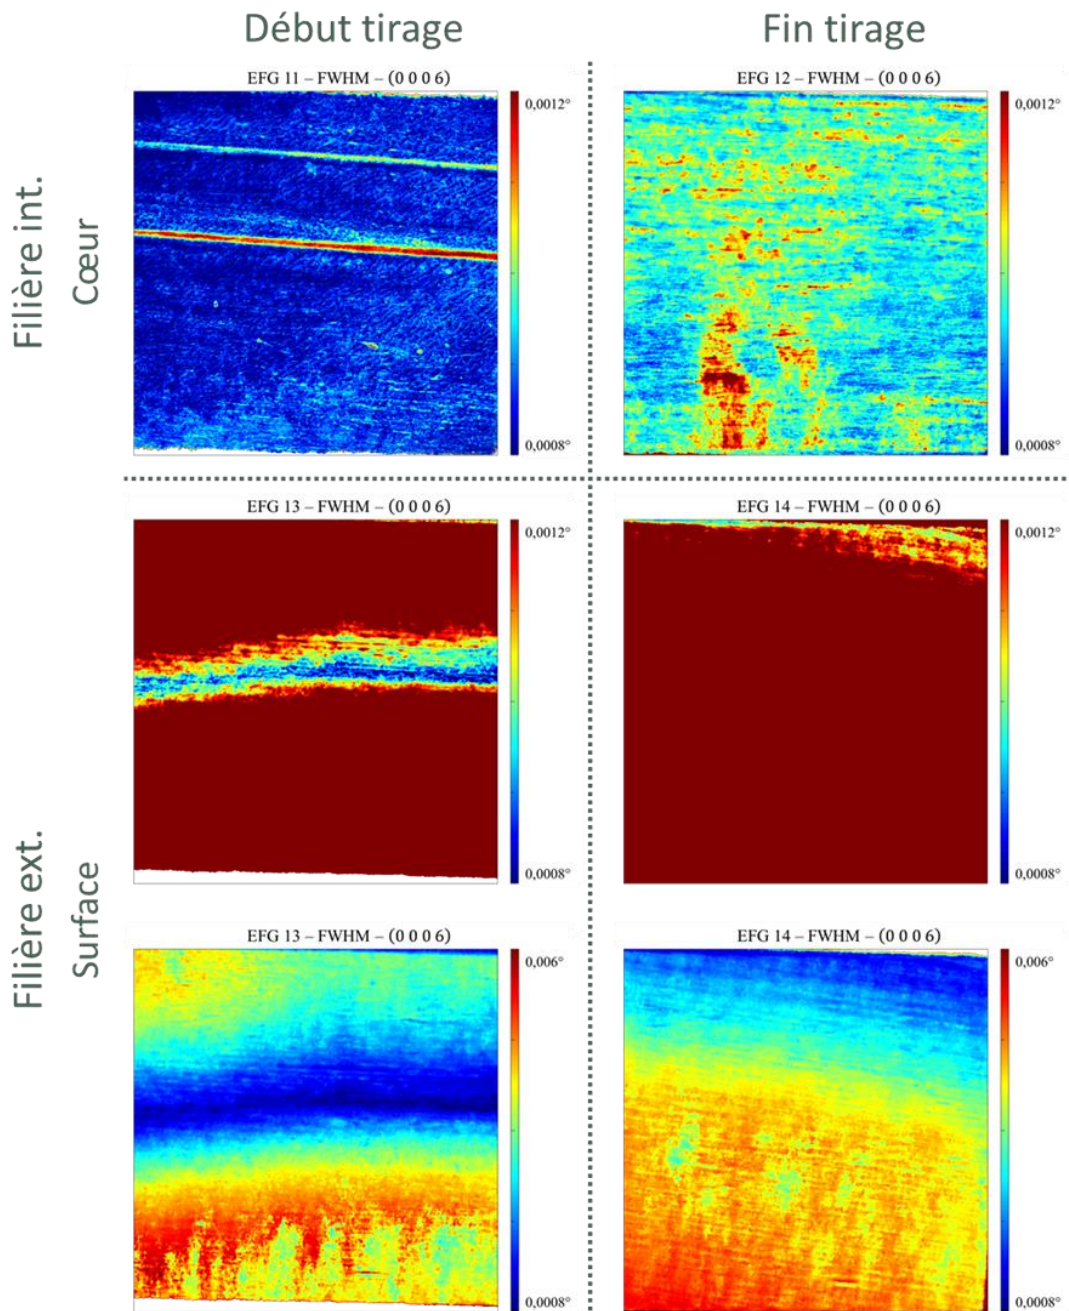 Début tirage
Fin tirage
Filière int.
Cœur
EFG 11 – FWHM – (0 0 0 6)
0,0012°
0,0008°
EFG 12 – FWHM – (0 0 0 6)
0,0012°
0,0008°
Filière ext.
Surface
EFG 13 – FWHM – (0 0 0 6)
0,0012°
0,0008°
EFG 14 – FWHM – (0 0 0 6)
0,0012°
0,0008°
EFG 13 – FWHM – (0 0 0 6)
0,006°
0,0008°
EFG 14 – FWHM – (0 0 0 6)
0,006°
0,0008°